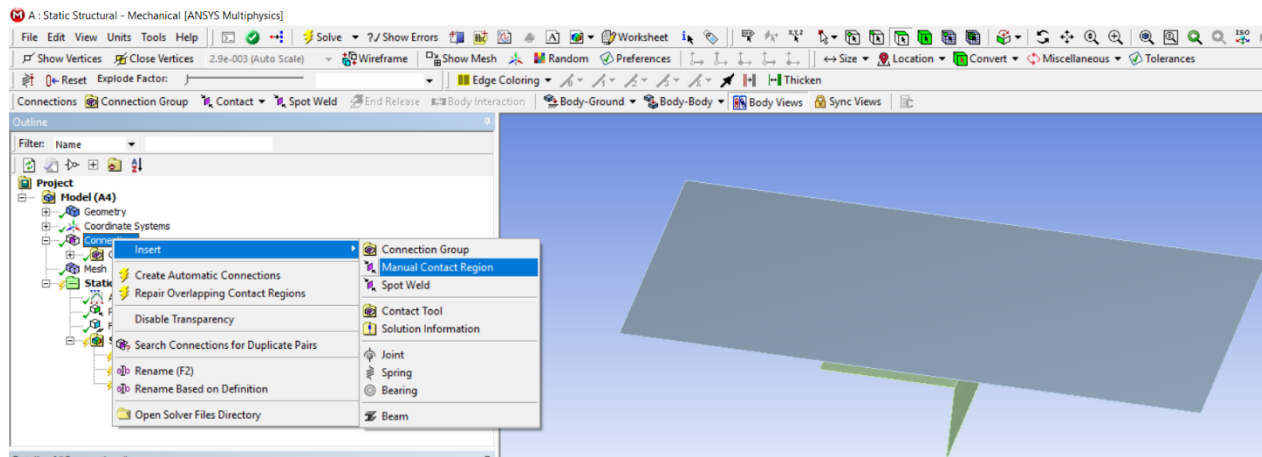 A : Static Structural - Mechanical [ANSYS Multiphysics]
File Edit View Units Tools Help Solve ?/ Show Errors Worksheet
Show Vertices Close Vertices 2.9e-003 (Auto Scale) Wireframe Show Mesh Random Preferences Size Location Convert Miscellaneous Tolerances
Reset Explode Factor: Edge Coloring Thicken
Connections Connection Group Contact Spot Weld End Release Body Interaction Body-Ground Body-Body Body Views Sync Views
Outline
Filter: Name
Project
Model (A4)
Geometry
Coordinate Systems
Mesh
Insert
Create Automatic Connections
Repair Overlapping Contact Regions
Disable Transparency
Search Connections for Duplicate Pairs
Rename (F2)
Rename Based on Definition
Open Solver Files Directory
Connection Group
Manual Contact Region
Spot Weld
Contact Tool
Solution Information
Joint
Spring
Bearing
Beam